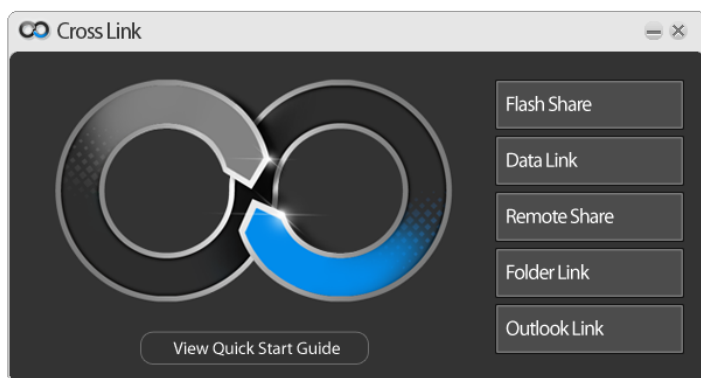 Cross Link
Flash Share
Data Link
Remote Share
Folder Link
Outlook Link
View Quick Start Guide